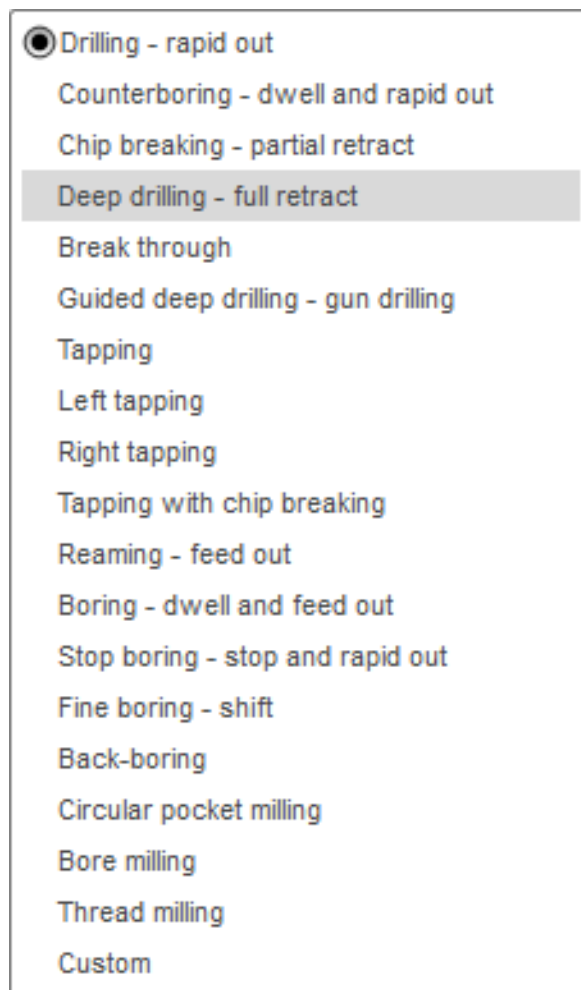 Drilling - rapid out
Counterboring - dwell and rapid out
Chip breaking - partial retract
Deep drilling - full retract
Break through
Guided deep drilling - gun drilling
Tapping
Left tapping
Right tapping
Tapping with chip breaking
Reaming - feed out
Boring - dwell and feed out
Stop boring - stop and rapid out
Fine boring - shift
Back-boring
Circular pocket milling
Bore milling
Thread milling
Custom